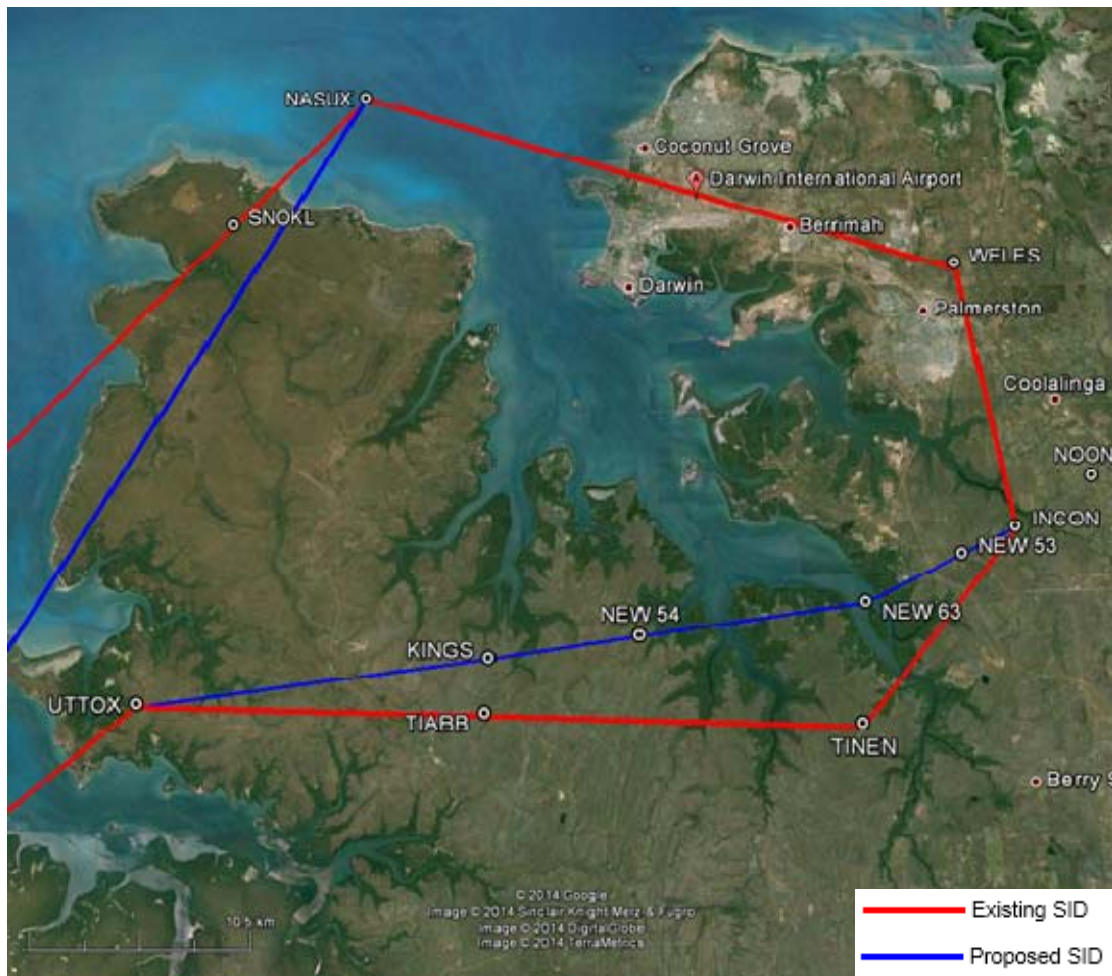 NASUX
Coconut Grove
Darwin International Airport
SNOKL
Berrimah
WELES
Darwin
Palmerston
Coolalinga
NOON
INCON
NEW 53
NEW 54
NEW 63
KINGS
UTTOX
TIARR
TINEN
Berry S
© 2014 Google
Image © 2014 Sinclair Knight Merz & Fugro
Image © 2014 DigitalGlobe
Image © 2014 TerraMetrics
10.5 km
Existing SID
Proposed SID